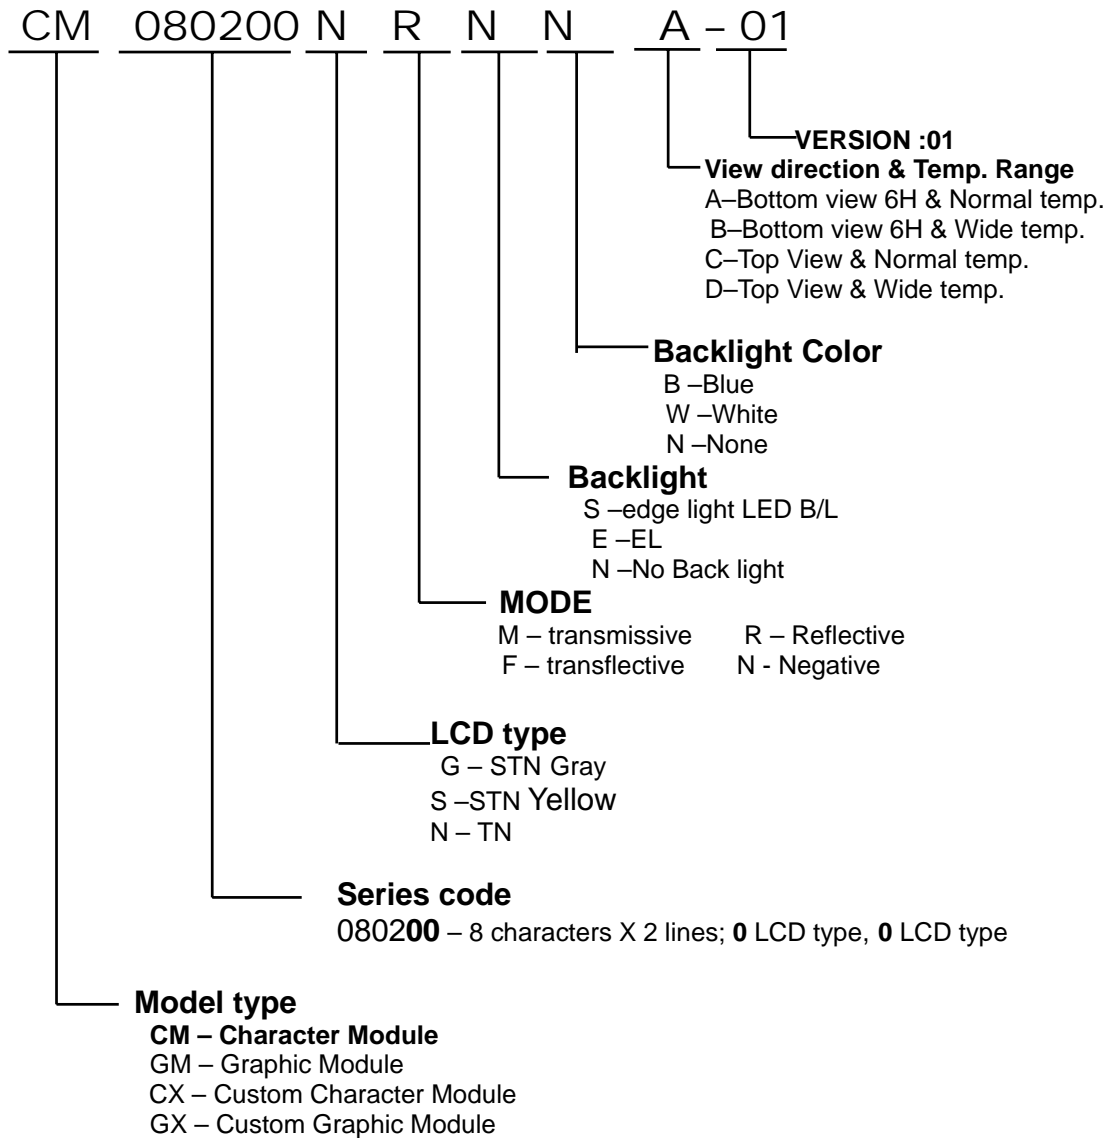 CM 080200 N R N N A – 01
VERSION :01
View direction & Temp. Range
A–Bottom view 6H & Normal temp.
B–Bottom view 6H & Wide temp.
C–Top View & Normal temp.
D–Top View & Wide temp.
Backlight Color
B –Blue
W –White
N –None
Backlight
S –edge light LED B/L
E –EL
N –No Back light
MODE
M – transmissive R – Reflective
F – transflective N - Negative
LCD type
G – STN Gray
S –STN Yellow
N – TN
Series code
080200 – 8 characters X 2 lines; 0 LCD type, 0 LCD type
Model type
CM – Character Module
GM – Graphic Module
CX – Custom Character Module
GX – Custom Graphic Module